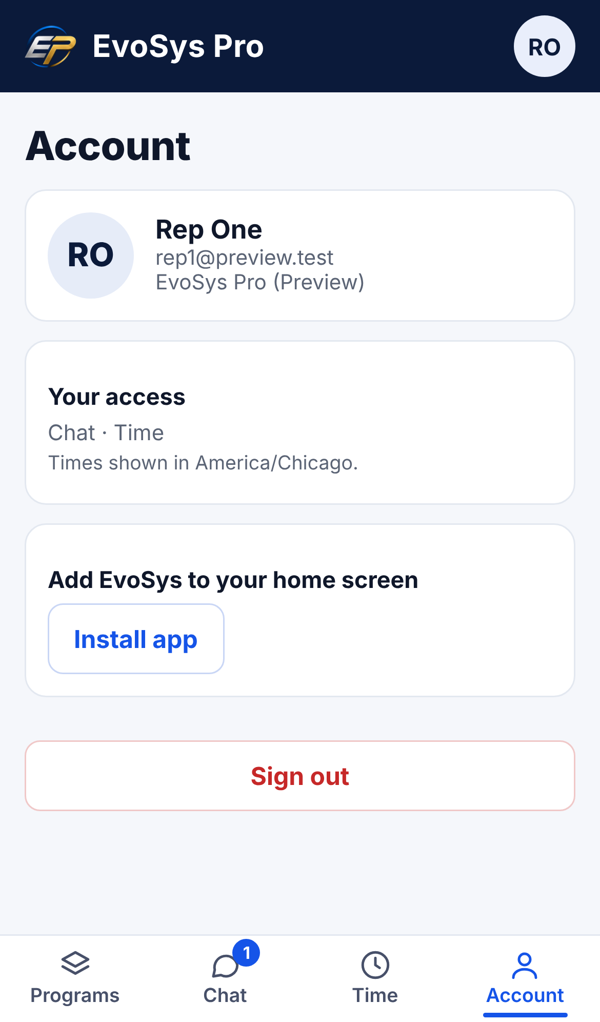 EP EvoSys Pro
RO
Account
RO
Rep One
rep1@preview.test
EvoSys Pro (Preview)
Your access
Chat · Time
Times shown in America/Chicago.
Add EvoSys to your home screen
Install app
Sign out
1
Programs
Chat
Time
Account